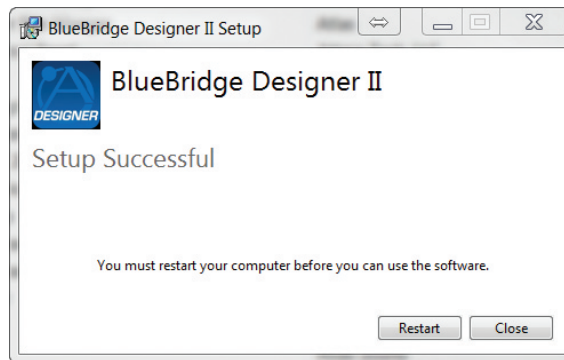 BlueBridge Designer II Setup
BlueBridge Designer II
DESIGNER
Setup Successful
You must restart your computer before you can use the software.
Restart
Close